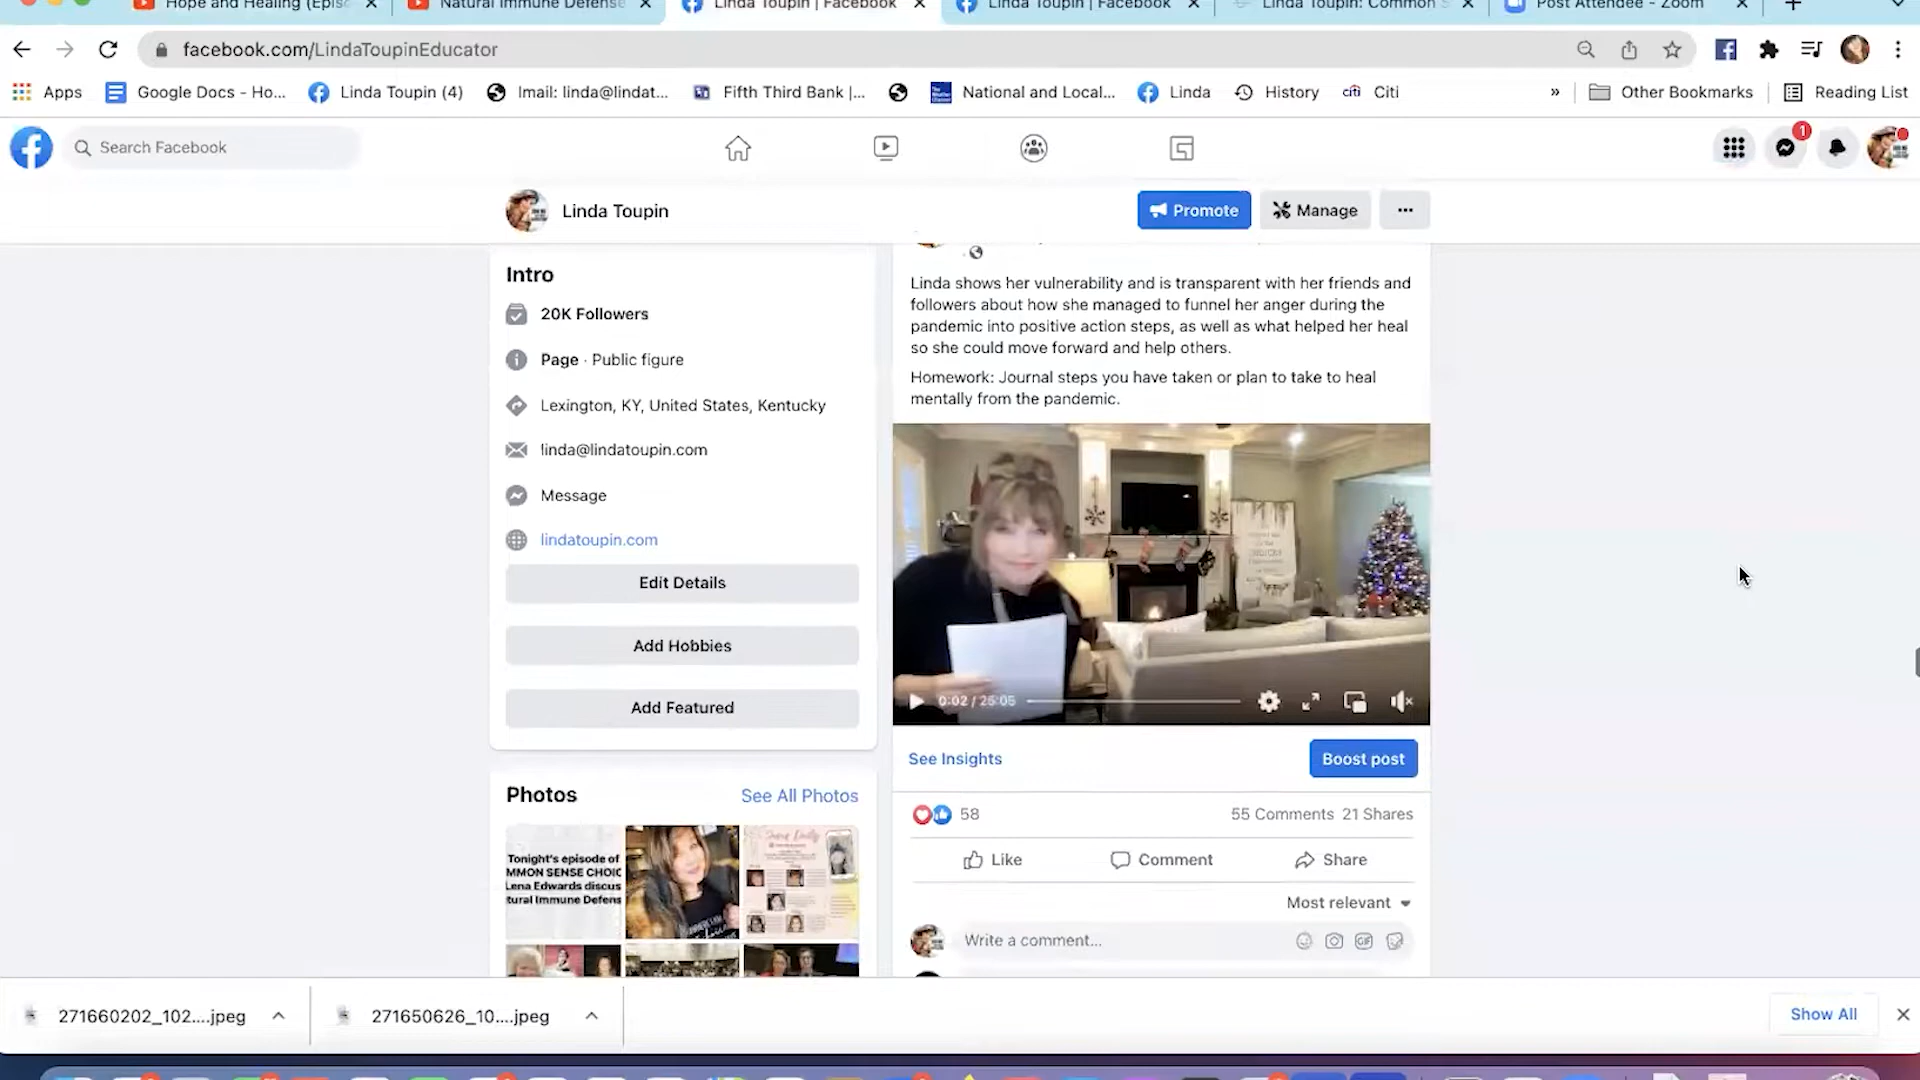 Hope and Healing (Episo
Natural Immune Defense
Linda Toupin | Facebook
Linda Toupin | Facebook
Linda Toupin: Common S
Post Attendee - Zoom
facebook.com/LindaToupinEducator
Apps
Google Docs - Ho...
Linda Toupin (4)
Imail: linda@lindat...
Fifth Third Bank |...
National and Local...
Linda
History
citi Citi
»
Other Bookmarks
Reading List
Search Facebook
1
Linda Toupin
Promote
Manage
Intro
20K Followers
Page · Public figure
Lexington, KY, United States, Kentucky
linda@lindatoupin.com
Message
lindatoupin.com
Edit Details
Add Hobbies
Add Featured
Photos
See All Photos
Tonight's episode of
MMON SENSE CHOIC
Lena Edwards discus
tural Immune Defens
Linda shows her vulnerability and is transparent with her friends and
followers about how she managed to funnel her anger during the
pandemic into positive action steps, as well as what helped her heal
so she could move forward and help others.
Homework: Journal steps you have taken or plan to take to heal
mentally from the pandemic.
0:02 / 25:05
See Insights
Boost post
58
55 Comments 21 Shares
Like
Comment
Share
Most relevant
Write a comment...
GIF
271660202_102....jpeg
271650626_10....jpeg
Show All